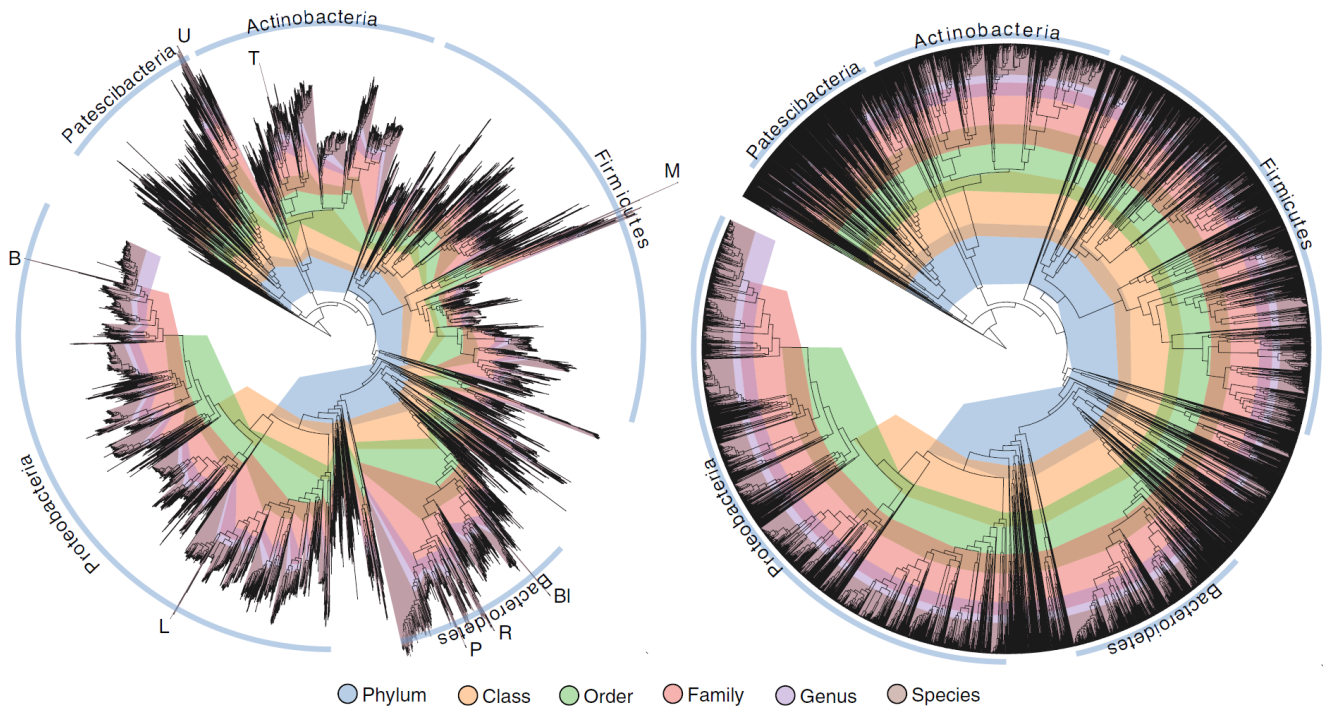 Actinobacteria
U
T
Patescibacteria
Firmicutes
M
B
Proteobacteria
Bacteroidetes
Bl
L
R
P
Actinobacteria
Patescibacteria
Firmicutes
Proteobacteria
Bacteroidetes
Phylum Class Order Family Genus Species